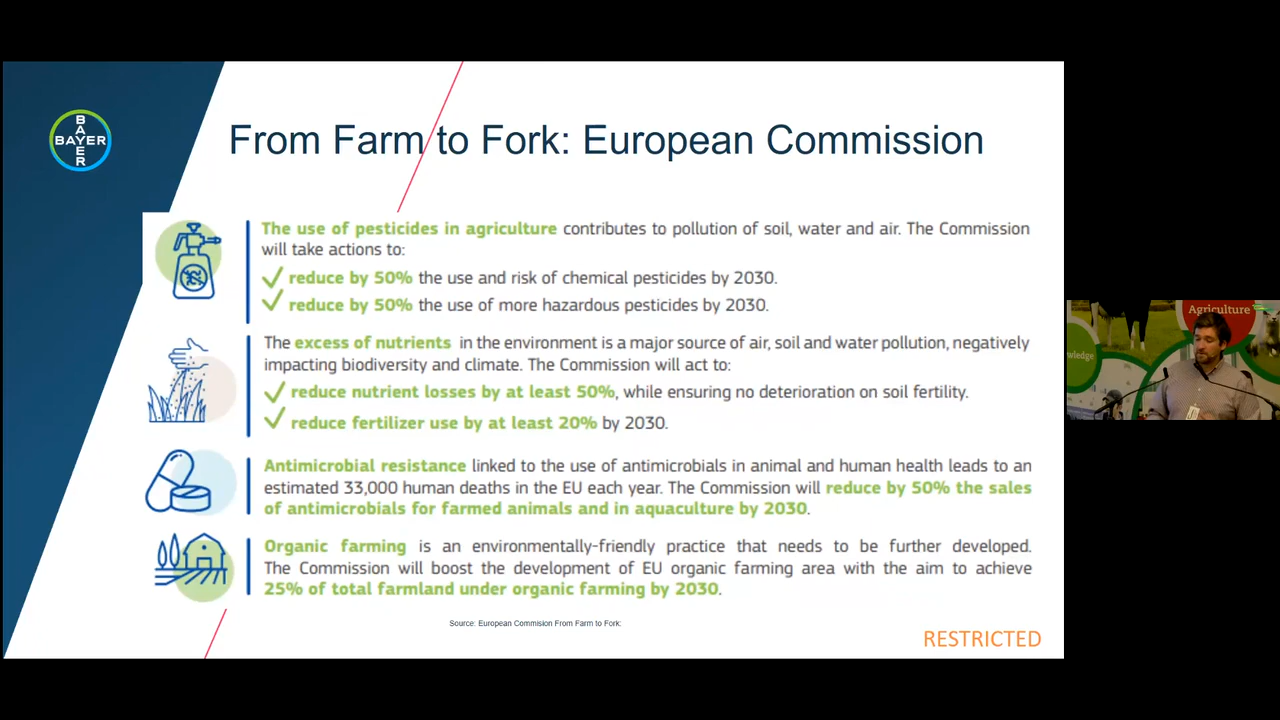 BAYER
BAYER
From Farm to Fork: European Commission
The use of pesticides in agriculture contributes to pollution of soil, water and air. The Commission
will take actions to:
reduce by 50% the use and risk of chemical pesticides by 2030.
reduce by 50% the use of more hazardous pesticides by 2030.
The excess of nutrients in the environment is a major source of air, soil and water pollution, negatively
impacting biodiversity and climate. The Commission will act to:
reduce nutrient losses by at least 50%, while ensuring no deterioration on soil fertility.
reduce fertilizer use by at least 20% by 2030.
Antimicrobial resistance linked to the use of antimicrobials in animal and human health leads to an
estimated 33,000 human deaths in the EU each year. The Commission will reduce by 50% the sales
of antimicrobials for farmed animals and in aquaculture by 2030.
Organic farming is an environmentally-friendly practice that needs to be further developed.
The Commission will boost the development of EU organic farming area with the aim to achieve
25% of total farmland under organic farming by 2030.
Source: European Commision From Farm to Fork:
RESTRICTED
Agriculture
wledge